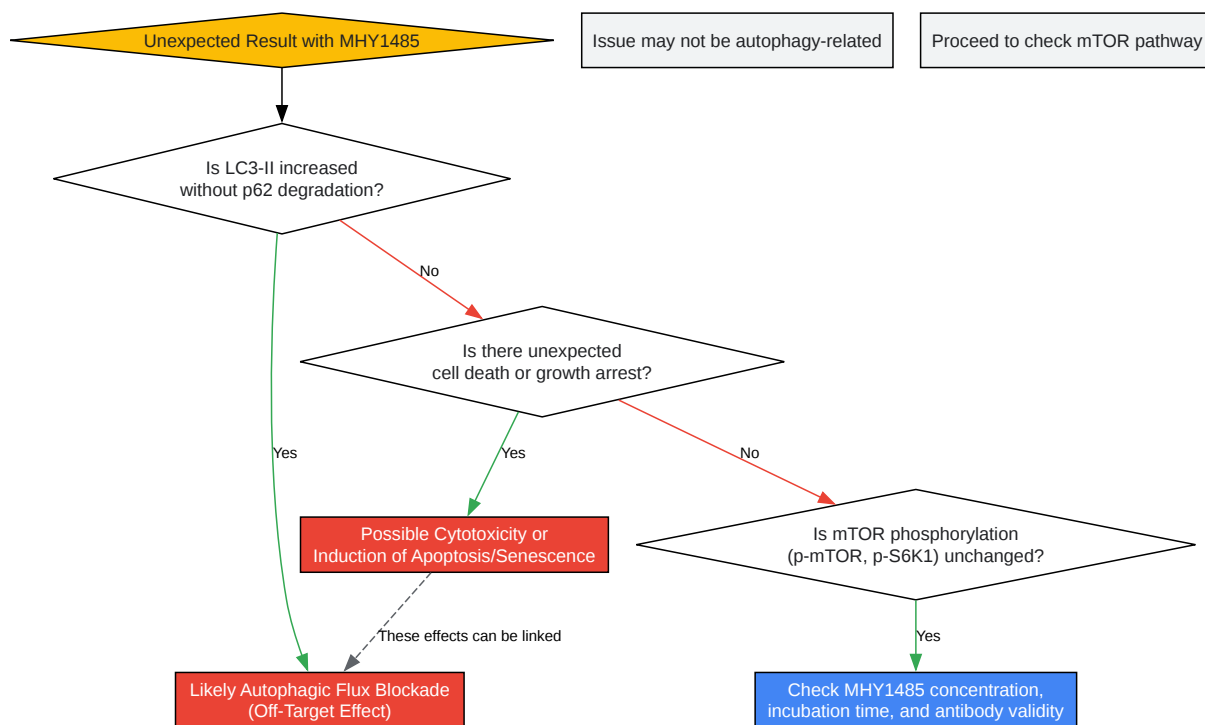 Unexpected Result with MHY1485
Issue may not be autophagy-related
Proceed to check mTOR pathway
Is LC3-II increased
without p62 degradation?
No
Is there unexpected
cell death or growth arrest?
Yes
Yes
No
Possible Cytotoxicity or
Induction of Apoptosis/Senescence
Is mTOR phosphorylation
(p-mTOR, p-S6K1) unchanged?
These effects can be linked
Yes
Likely Autophagic Flux Blockade
(Off-Target Effect)
Check MHY1485 concentration,
incubation time, and antibody validity